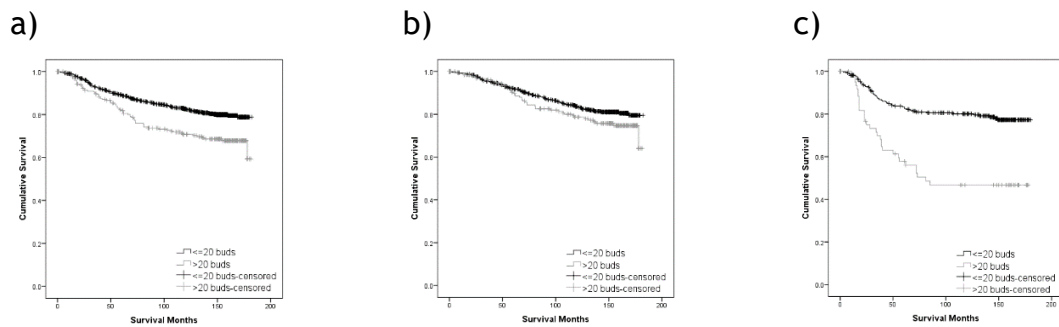 a)
b)
c)
Cumulative Survival
1.0
0.8
0.6
0.4
0.2
0.0
<=20 buds
>20 buds
<=20 buds-censored
>20 buds-censored
0 50 100 150 200
Survival Months
Cumulative Survival
1.0
0.8
0.6
0.4
0.2
0.0
<=20 buds
>20 buds
<=20 buds-censored
>20 buds-censored
0 50 100 150 200
Survival Months
Cumulative Survival
1.0
0.8
0.6
0.4
0.2
0.0
<=20 buds
>20 buds
<=20 buds-censored
>20 buds-censored
0 50 100 150 200
Survival Months